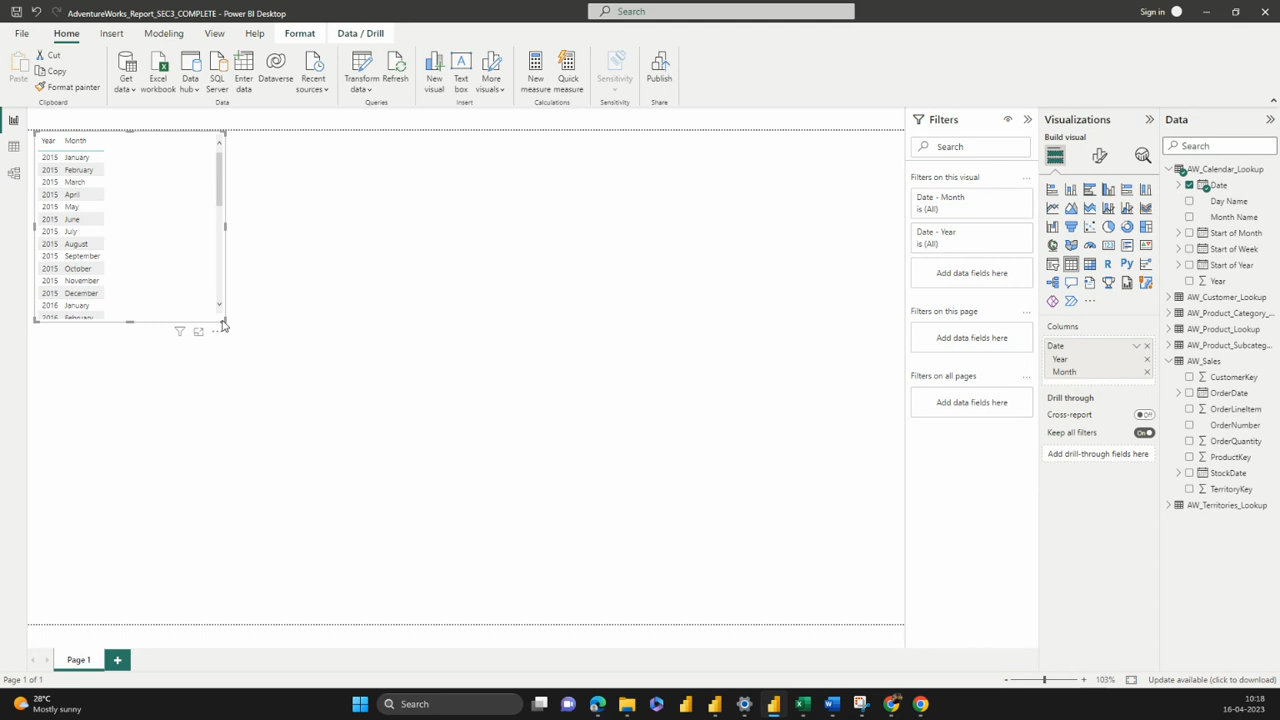 AdventureWorks_Report_SEC3_COMPLETE - Power BI Desktop
Search
Sign in
File Home Insert Modeling View Help Format Data / Drill
Paste
Cut
Copy
Format painter
Clipboard
Get data
Excel workbook
Data hub
SQL Server
Enter data
Dataverse
Recent sources
Data
Transform data
Refresh
Queries
New visual
Text box
More visuals
Insert
New measure
Quick measure
Calculations
Sensitivity
Sensitivity
Publish
Share
Year Month
2015 January
2015 February
2015 March
2015 April
2015 May
2015 June
2015 July
2015 August
2015 September
2015 October
2015 November
2015 December
2016 January
2016 February
Filters
Search
Filters on this visual ...
Date - Month
is (All)
Date - Year
is (All)
Add data fields here
Filters on this page ...
Add data fields here
Filters on all pages ...
Add data fields here
Visualizations
Build visual
R Py
123
...
Columns
Date
Year
Month
Drill through
Cross-report Off
Keep all filters On
Add drill-through fields here
Data
Search
AW_Calendar_Lookup
Date
Day Name
Month Name
Start of Month
Start of Week
Start of Year
Year
AW_Customer_Lookup
AW_Product_Category_...
AW_Product_Lookup
AW_Product_Subcateg...
AW_Sales
CustomerKey
OrderDate
OrderLineItem
OrderNumber
OrderQuantity
ProductKey
StockDate
TerritoryKey
AW_Territories_Lookup
Page 1
Page 1 of 1
103%
Update available (click to download)
28°C
Mostly sunny
Search
10:18
16-04-2023